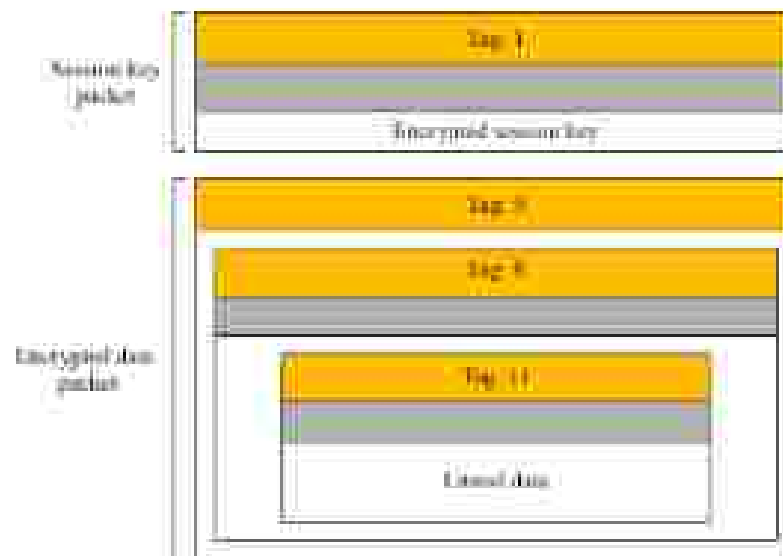 Tag: 1
Session key
packet
Encrypted session key
Tag: 9
Tag: 8
Encrypted data
packet
Tag: 11
Literal data